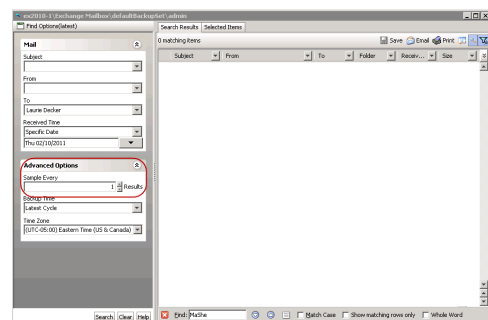 ex2010-1\Exchange Mailbox\defaultBackupSet\admin
Find Options(latest)
Mail
Subject
From
To
Laurie Decker
Received Time
Specific Date
Thu 02/10/2011
Advanced Options
Sample Every
1 Results
Backup Time
Latest Cycle
Time Zone
(UTC-05:00) Eastern Time (US & Canada)
Search Clear Help
Search Results Selected Items
0 matching items
Save Email Print
Subject From To Folder Receiv... Size
Find: MaShe Match Case Show matching rows only Whole Word